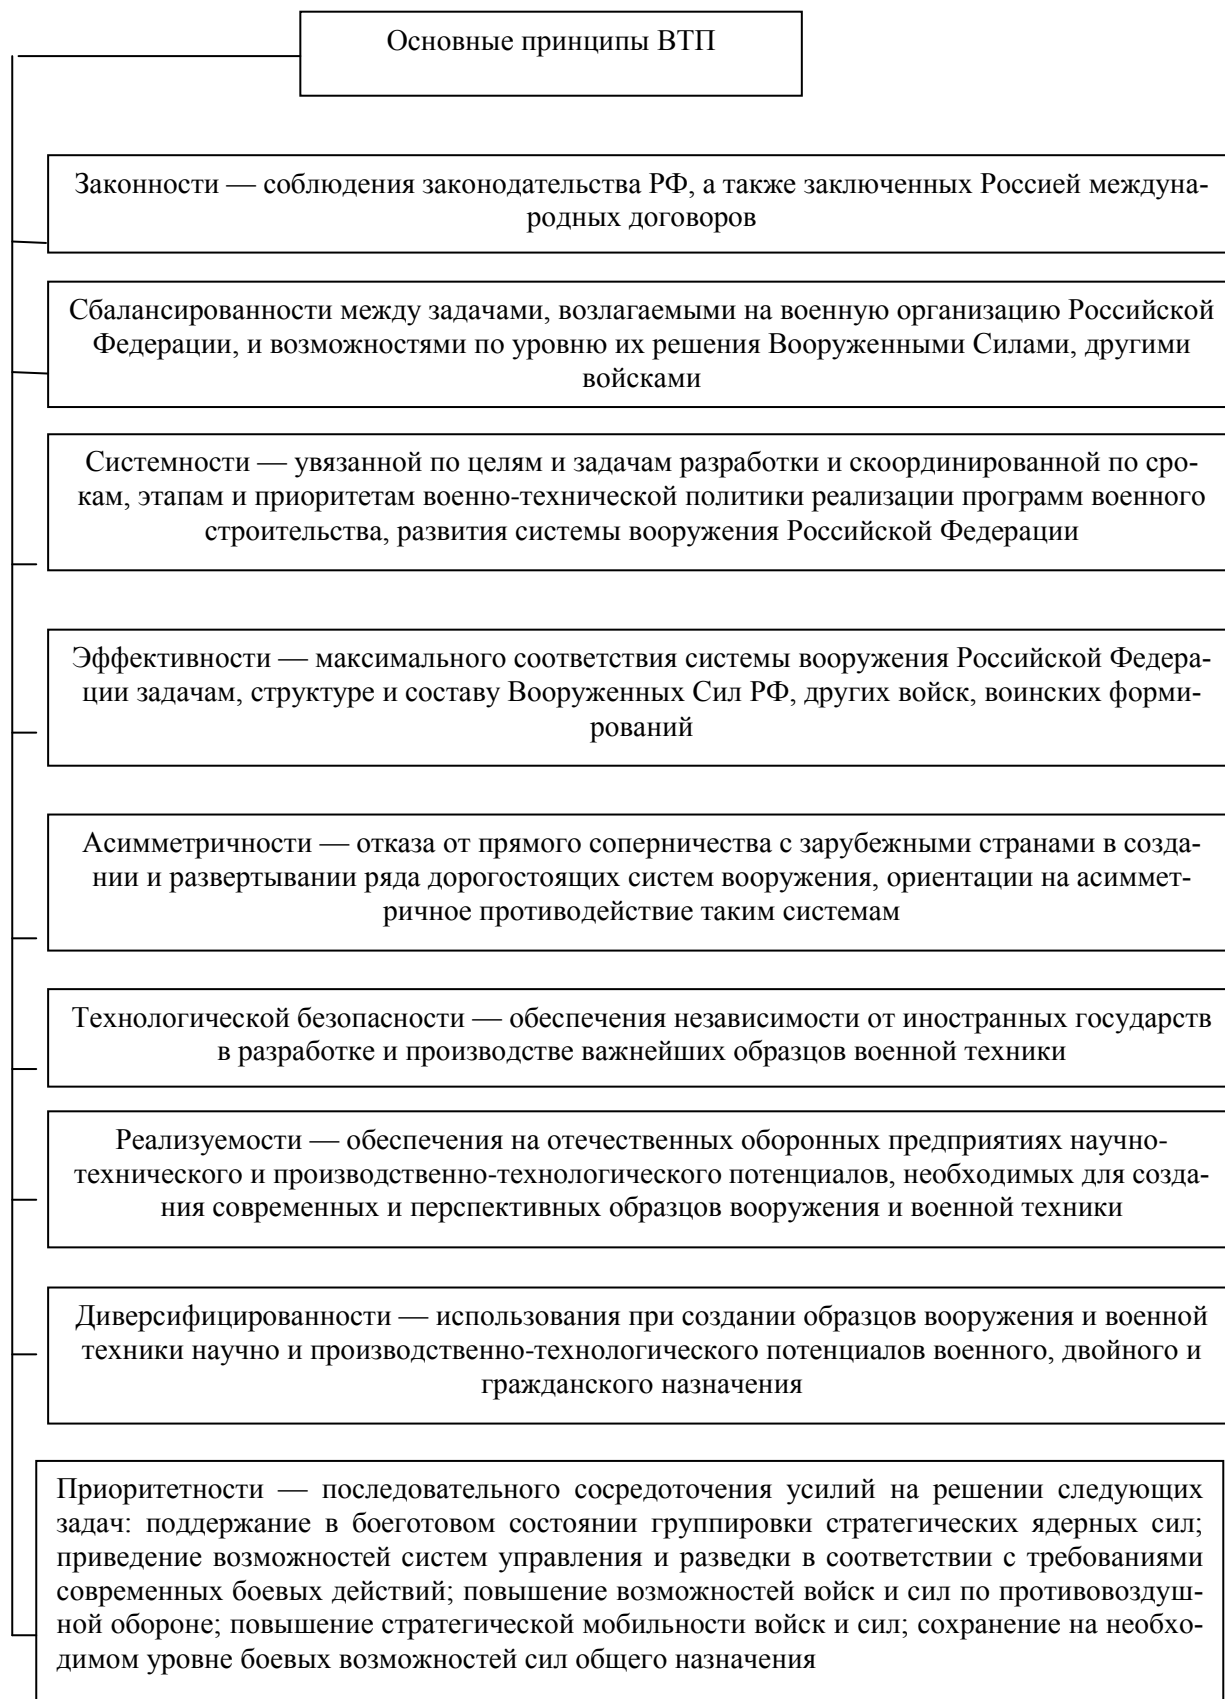 Основные принципы ВТП
Законности — соблюдения законодательства РФ, а также заключенных Россией междуна-
родных договоров
Сбалансированности между задачами, возлагаемыми на военную организацию Российской
Федерации, и возможностями по уровню их решения Вооруженными Силами, другими
войсками
Системности — увязанной по целям и задачам разработки и скоординированной по сро-
кам, этапам и приоритетам военно-технической политики реализации программ военного
строительства, развития системы вооружения Российской Федерации
Эффективности — максимального соответствия системы вооружения Российской Федера-
ции задачам, структуре и составу Вооруженных Сил РФ, других войск, воинских форми-
рований
Асимметричности — отказа от прямого соперничества с зарубежными странами в созда-
нии и развертывании ряда дорогостоящих систем вооружения, ориентации на асиммет-
ричное противодействие таким системам
Технологической безопасности — обеспечения независимости от иностранных государств
в разработке и производстве важнейших образцов военной техники
Реализуемости — обеспечения на отечественных оборонных предприятиях научно-
технического и производственно-технологического потенциалов, необходимых для созда-
ния современных и перспективных образцов вооружения и военной техники
Диверсифицированности — использования при создании образцов вооружения и военной
техники научно и производственно-технологического потенциалов военного, двойного и
гражданского назначения
Приоритетности — последовательного сосредоточения усилий на решении следующих
задач: поддержание в боеготовом состоянии группировки стратегических ядерных сил;
приведение возможностей систем управления и разведки в соответствии с требованиями
современных боевых действий; повышение возможностей войск и сил по противовоздуш-
ной обороне; повышение стратегической мобильности войск и сил; сохранение на необхо-
димом уровне боевых возможностей сил общего назначения